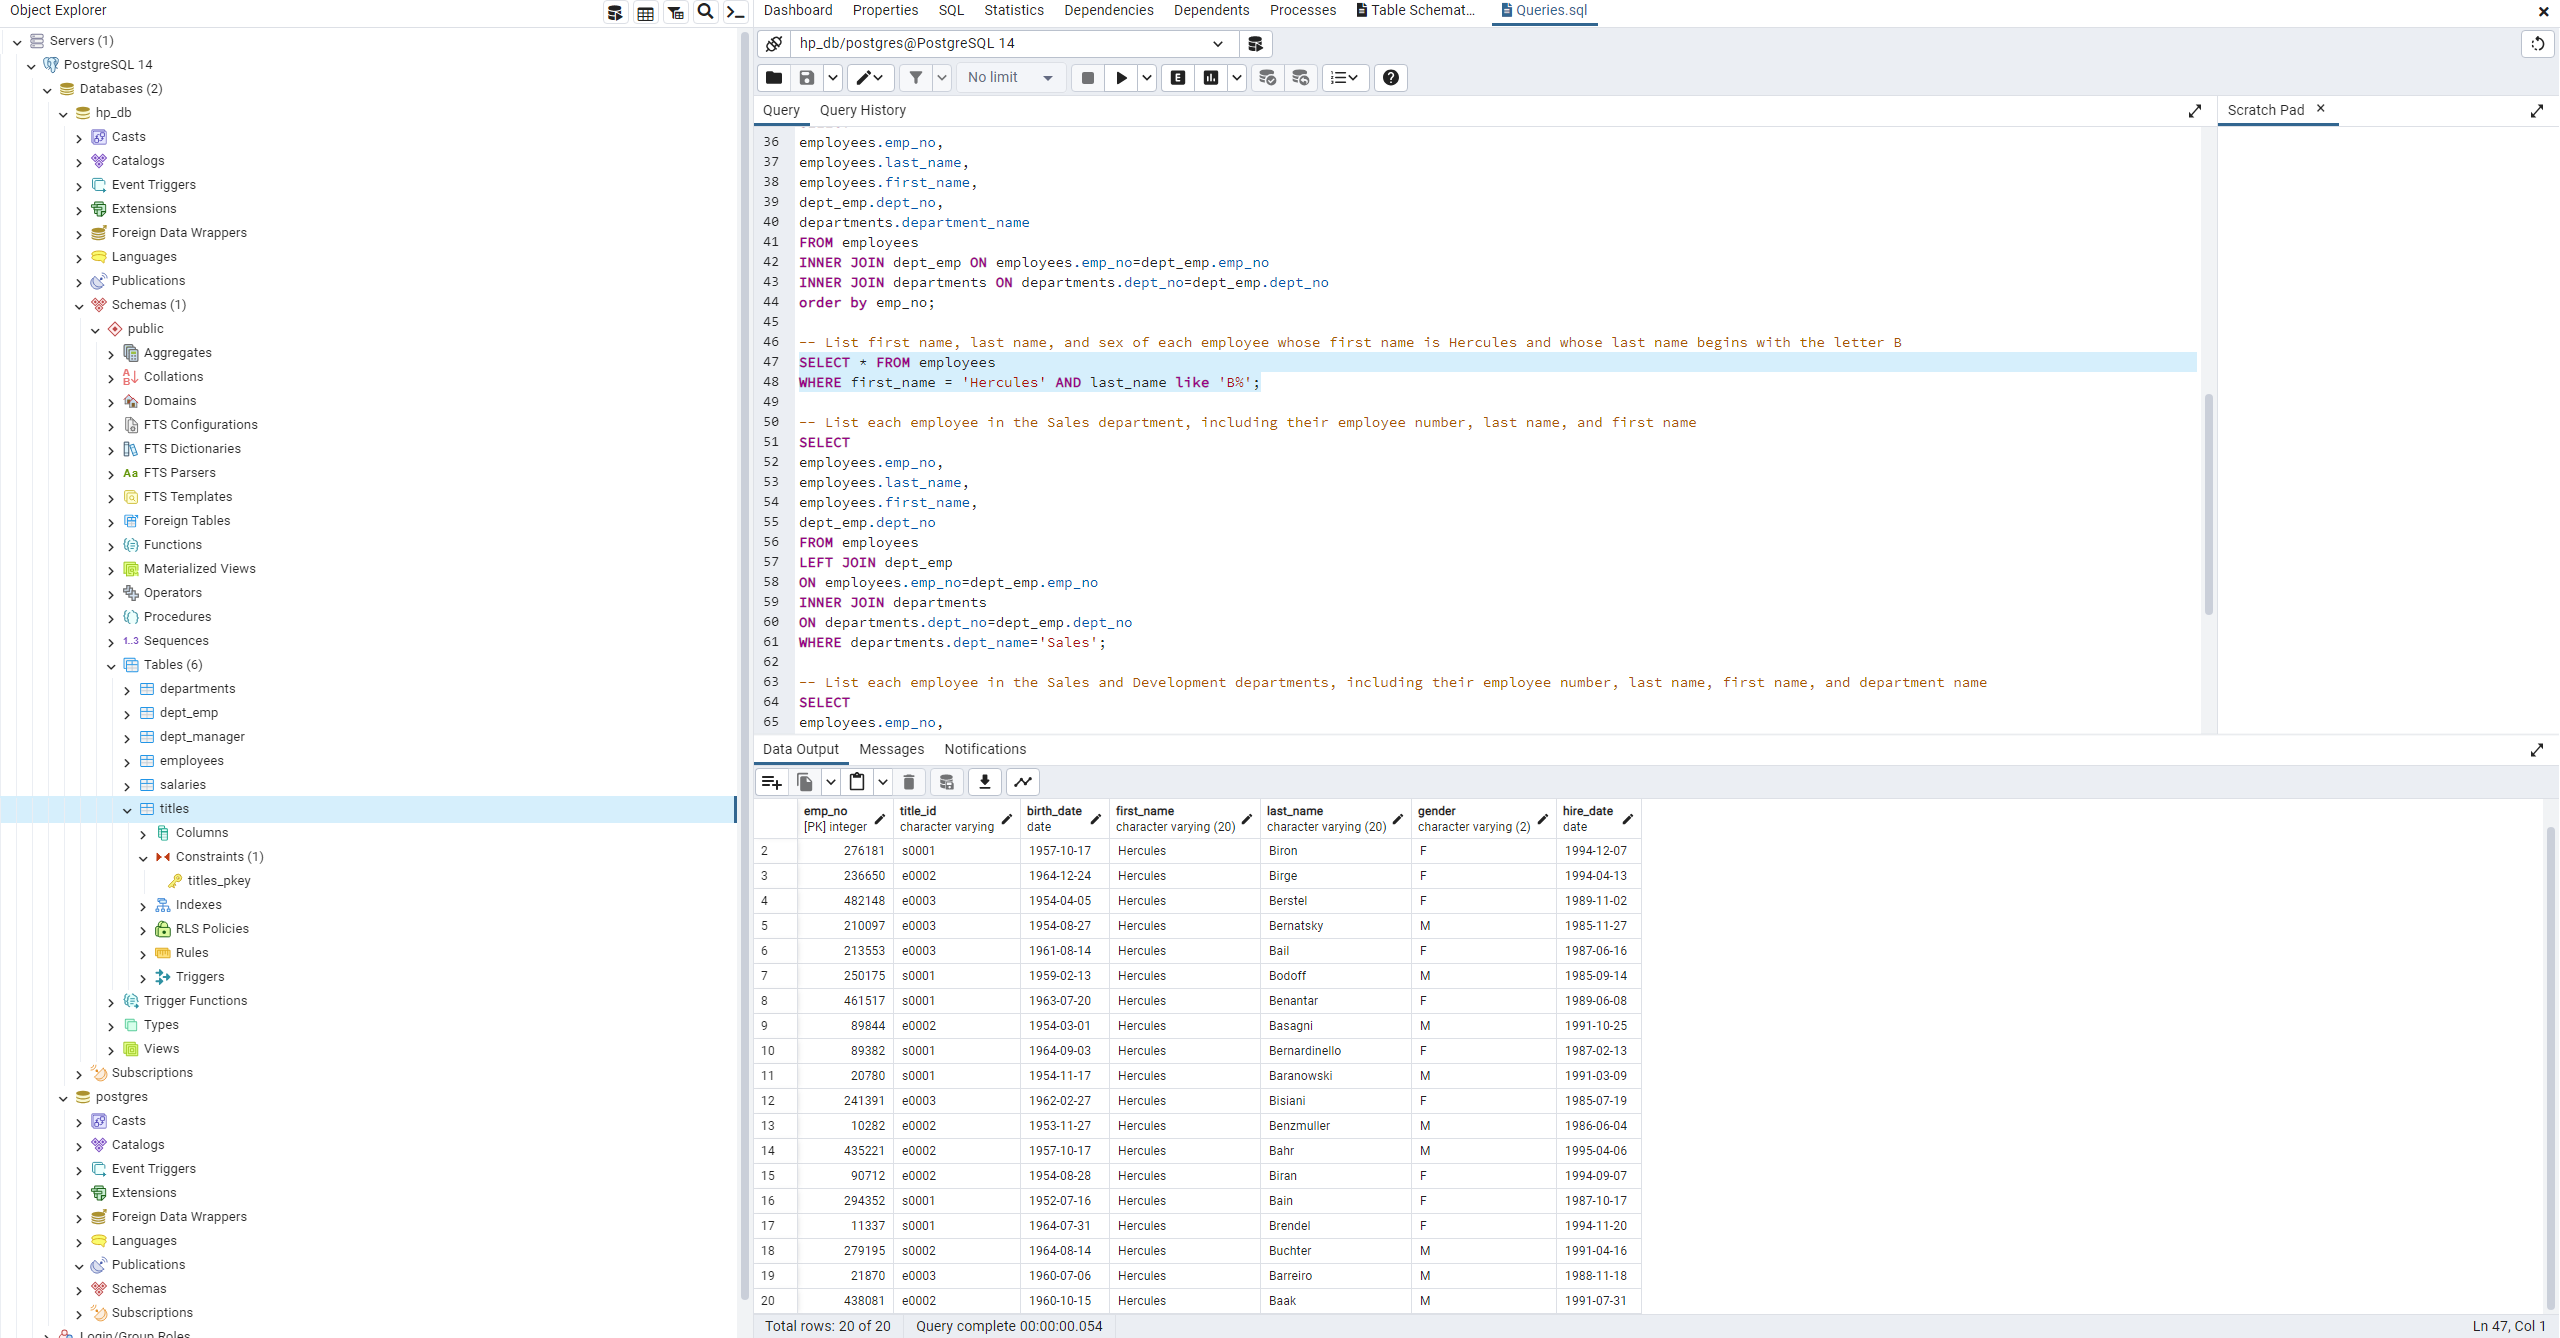 Object Explorer
Servers (1)
PostgreSQL 14
Databases (2)
hp_db
Casts
Catalogs
Event Triggers
Extensions
Foreign Data Wrappers
Languages
Publications
Schemas (1)
public
Aggregates
Collations
Domains
FTS Configurations
FTS Dictionaries
Aa FTS Parsers
FTS Templates
Foreign Tables
Functions
Materialized Views
Operators
Procedures
1..3 Sequences
Tables (6)
departments
dept_emp
dept_manager
employees
salaries
titles
Columns
Constraints (1)
titles_pkey
Indexes
RLS Policies
Rules
Triggers
Trigger Functions
Types
Views
Subscriptions
postgres
Casts
Catalogs
Event Triggers
Extensions
Foreign Data Wrappers
Languages
Publications
Schemas
Subscriptions
Login/Group Roles
Dashboard Properties SQL Statistics Dependencies Dependents Processes Table Schemat... Queries.sql
hp_db/postgres@PostgreSQL 14
No limit
Query Query History
Scratch Pad
36 employees.emp_no,
37 employees.last_name,
38 employees.first_name,
39 dept_emp.dept_no,
40 departments.department_name
41 FROM employees
42 INNER JOIN dept_emp ON employees.emp_no=dept_emp.emp_no
43 INNER JOIN departments ON departments.dept_no=dept_emp.dept_no
44 order by emp_no;
45
46 -- List first name, last name, and sex of each employee whose first name is Hercules and whose last name begins with the letter B
47 SELECT * FROM employees
48 WHERE first_name = 'Hercules' AND last_name like 'B%';
49
50 -- List each employee in the Sales department, including their employee number, last name, and first name
51 SELECT
52 employees.emp_no,
53 employees.last_name,
54 employees.first_name,
55 dept_emp.dept_no
56 FROM employees
57 LEFT JOIN dept_emp
58 ON employees.emp_no=dept_emp.emp_no
59 INNER JOIN departments
60 ON departments.dept_no=dept_emp.dept_no
61 WHERE departments.dept_name='Sales';
62
63 -- List each employee in the Sales and Development departments, including their employee number, last name, first name, and department name
64 SELECT
65 employees.emp_no,
Data Output Messages Notifications
emp_no title_id birth_date first_name last_name gender hire_date
[PK] integer character varying date character varying (20) character varying (20) character varying (2) date
2 276181 s0001 1957-10-17 Hercules Biron F 1994-12-07
3 236650 e0002 1964-12-24 Hercules Birge F 1994-04-13
4 482148 e0003 1954-04-05 Hercules Berstel F 1989-11-02
5 210097 e0003 1954-08-27 Hercules Bernatsky M 1985-11-27
6 213553 e0003 1961-08-14 Hercules Bail F 1987-06-16
7 250175 s0001 1959-02-13 Hercules Bodoff M 1985-09-14
8 461517 s0001 1963-07-20 Hercules Benantar F 1989-06-08
9 89844 e0002 1954-03-01 Hercules Basagni M 1991-10-25
10 89382 s0001 1964-09-03 Hercules Bernardinello F 1987-02-13
11 20780 s0001 1954-11-17 Hercules Baranowski M 1991-03-09
12 241391 e0003 1962-02-27 Hercules Bisiani F 1985-07-19
13 10282 e0002 1953-11-27 Hercules Benzmuller M 1986-06-04
14 435221 e0002 1957-10-17 Hercules Bahr M 1995-04-06
15 90712 e0002 1954-08-28 Hercules Biran F 1994-09-07
16 294352 s0001 1952-07-16 Hercules Bain F 1987-10-17
17 11337 s0001 1964-07-31 Hercules Brendel F 1994-11-20
18 279195 s0002 1964-08-14 Hercules Buchter M 1991-04-16
19 21870 e0003 1960-07-06 Hercules Barreiro M 1988-11-18
20 438081 e0002 1960-10-15 Hercules Baak M 1991-07-31
Total rows: 20 of 20 Query complete 00:00:00.054 Ln 47, Col 1